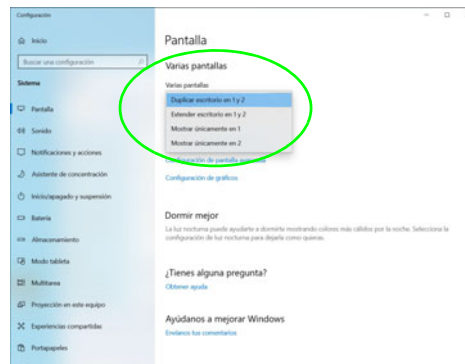 Configuración
Inicio
Buscar una configuración
Sistema
Pantalla
Sonido
Notificaciones y acciones
Asistente de concentración
Inicio/apagado y suspensión
Batería
Almacenamiento
Modo tableta
Multitarea
Proyección en este equipo
Experiencias compartidas
Portapapeles
Pantalla
Varias pantallas
Varias pantallas
Duplicar escritorio en 1 y 2
Extender escritorio en 1 y 2
Mostrar únicamente en 1
Mostrar únicamente en 2
Configuración de pantalla avanzada
Configuración de gráficos
Dormir mejor
La luz nocturna puede ayudarte a dormirte mostrando colores más cálidos por la noche. Selecciona la
configuración de luz nocturna para dejarla como quieras.
¿Tienes alguna pregunta?
Obtener ayuda
Ayúdanos a mejorar Windows
Envíanos tus comentarios